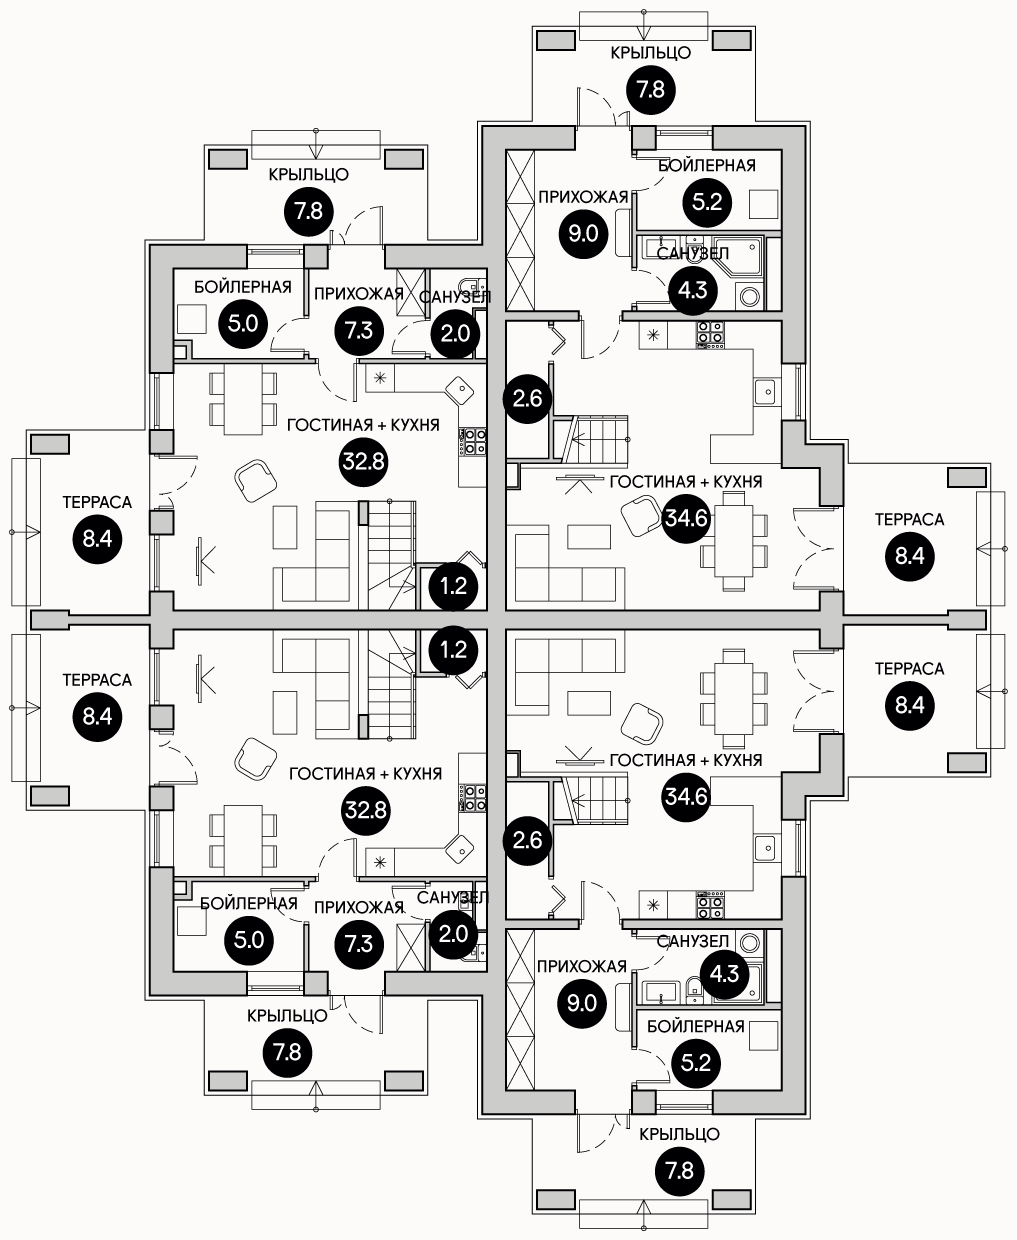 КРЫЛЬЦО
7.8
КРЫЛЬЦО
7.8
БОЙЛЕРНАЯ
5.2
ПРИХОЖАЯ
9.0
САНУЗЕЛ
4.3
БОЙЛЕРНАЯ
5.0
ПРИХОЖАЯ
7.3
САНУЗЕЛ
2.0
2.6
ГОСТИНАЯ + КУХНЯ
32.8
ГОСТИНАЯ + КУХНЯ
34.6
ТЕРРАСА
8.4
ТЕРРАСА
8.4
1.2
1.2
ТЕРРАСА
8.4
ТЕРРАСА
8.4
ГОСТИНАЯ + КУХНЯ
32.8
ГОСТИНАЯ + КУХНЯ
34.6
2.6
БОЙЛЕРНАЯ
5.0
ПРИХОЖАЯ
7.3
САНУЗЕЛ
2.0
САНУЗЕЛ
4.3
ПРИХОЖАЯ
9.0
БОЙЛЕРНАЯ
5.2
КРЫЛЬЦО
7.8
КРЫЛЬЦО
7.8